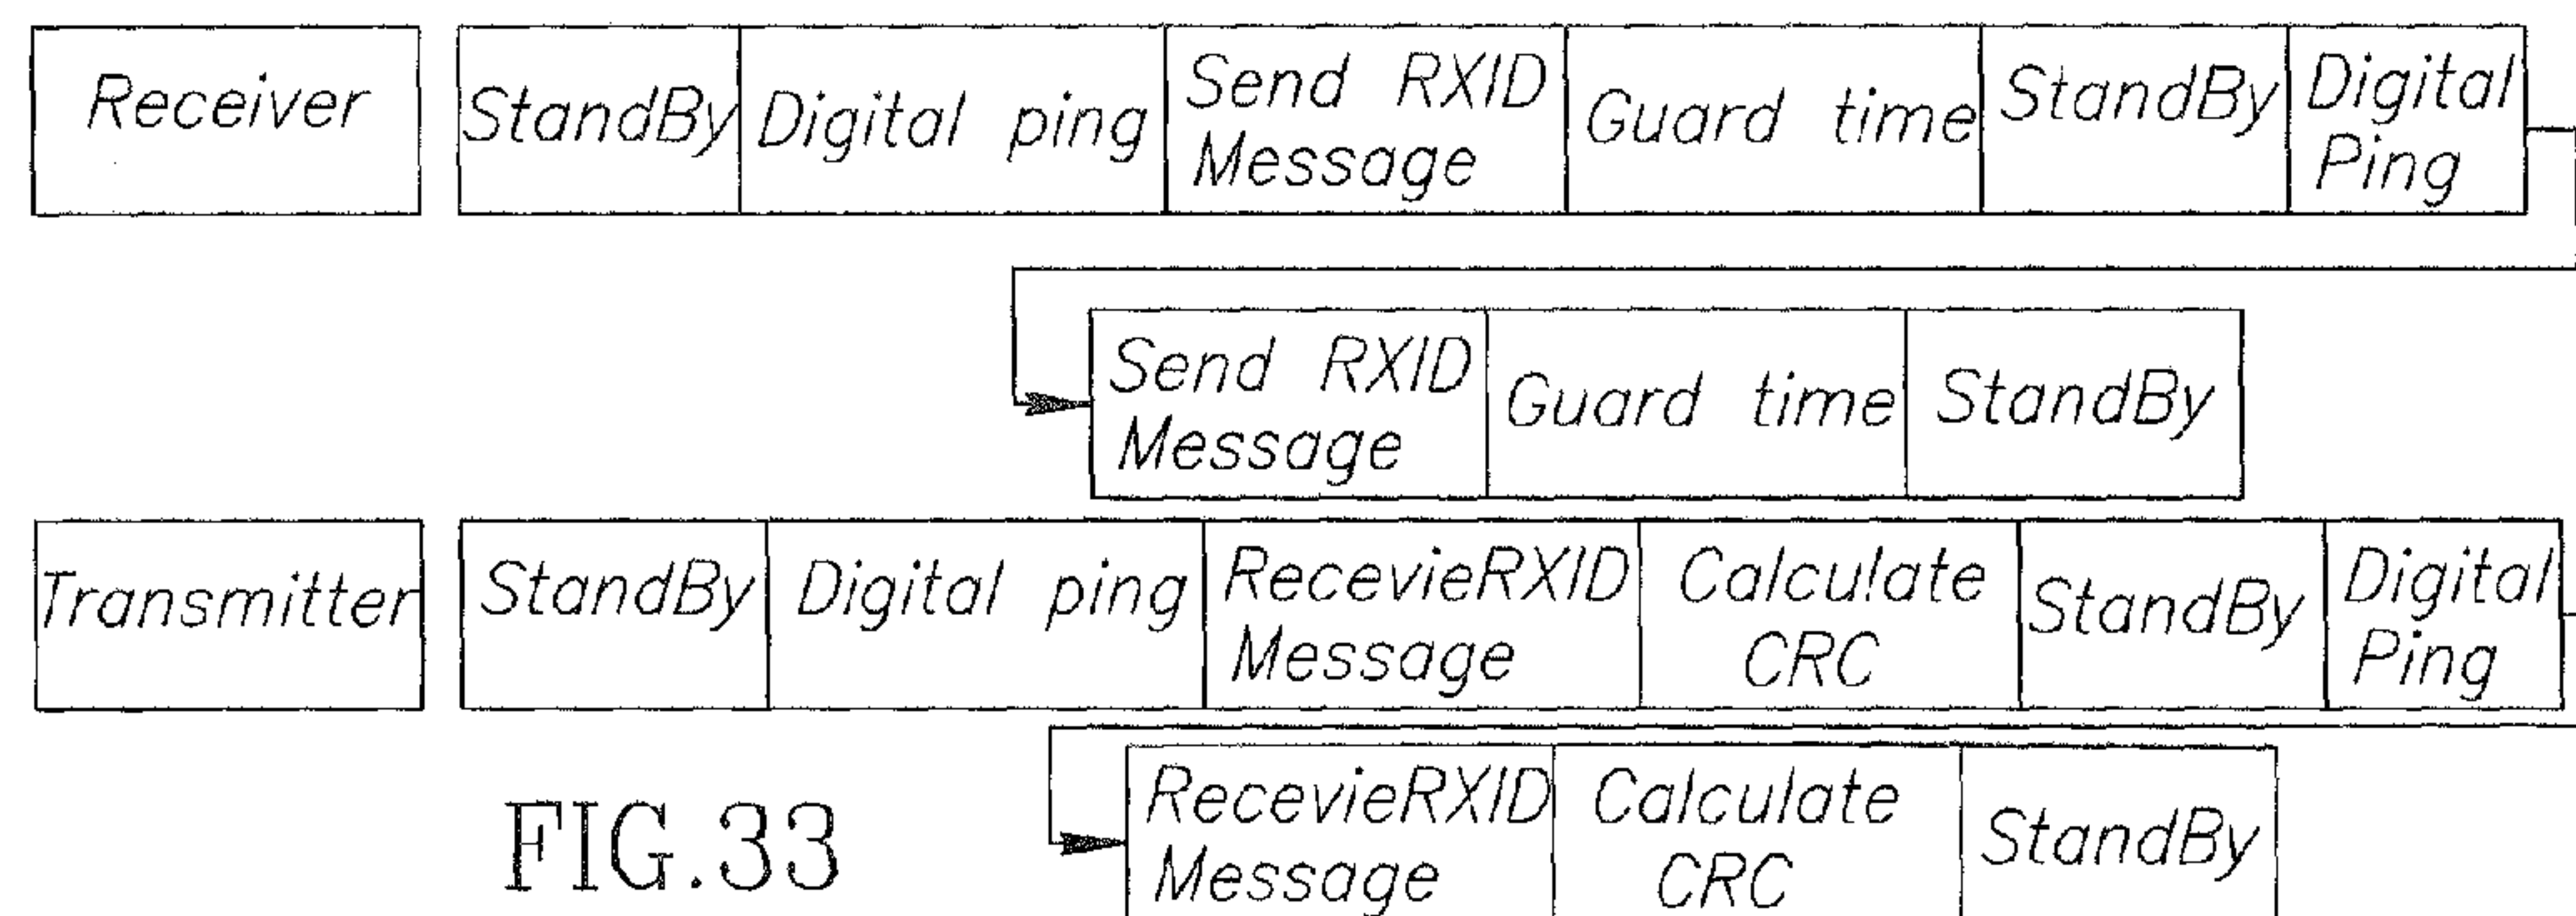 Receiver
StandBy
Digital ping
Send RXID
Message
Guard time
StandBy
Digital
Ping
Send RXID
Message
Guard time
StandBy
Transmitter
StandBy
Digital ping
RecevieRXID
Message
Calculate
CRC
StandBy
Digital
Ping
RecevieRXID
Message
Calculate
CRC
StandBy
FIG.33